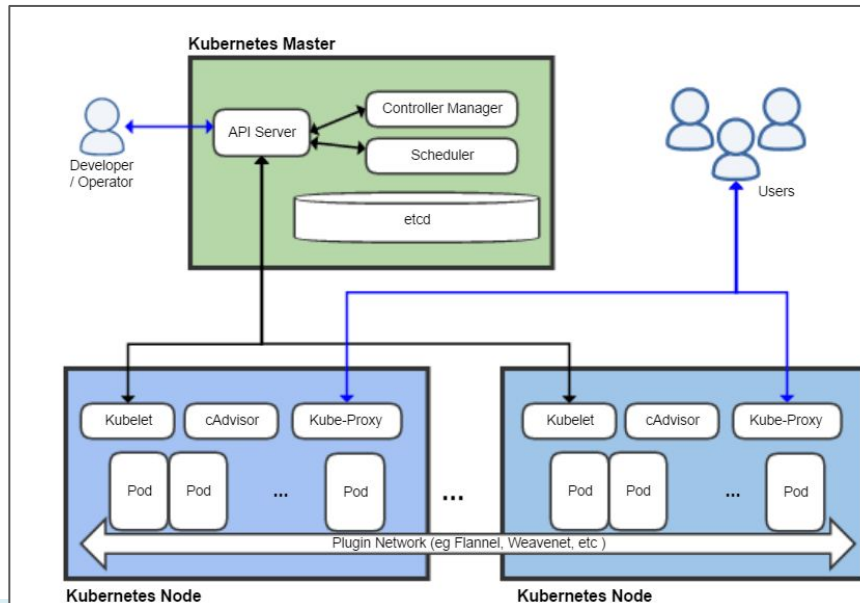 Kubernetes Master
API Server
Controller Manager
Scheduler
etcd
Developer
/ Operator
Users
Kubelet
cAdvisor
Kube-Proxy
Pod
Pod
...
Pod
...
Kubelet
cAdvisor
Kube-Proxy
Pod
Pod
...
Pod
Plugin Network (eg Flannel, Weavenet, etc )
Kubernetes Node
Kubernetes Node